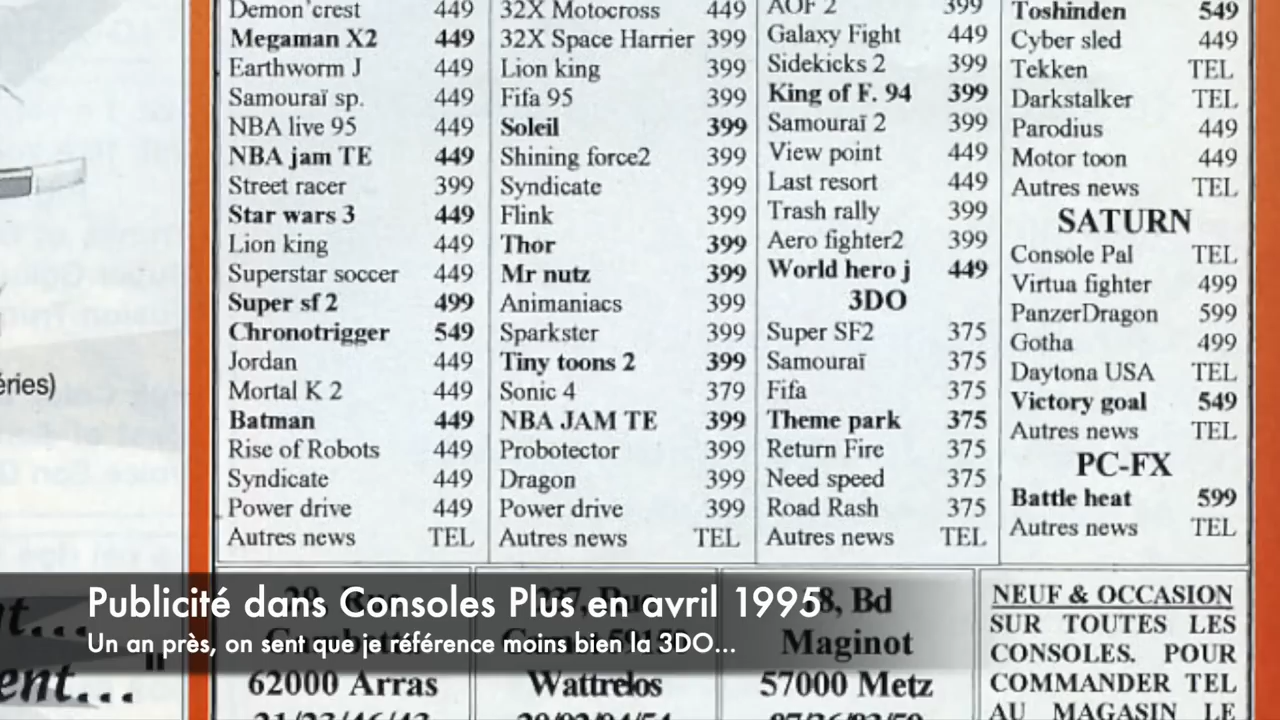 Demon'crest 449
Megaman X2 449
Earthworm J 449
Samouraï sp. 449
NBA live 95 449
NBA jam TE 449
Street racer 399
Star wars 3 449
Lion king 449
Superstar soccer 449
Super sf 2 499
Chronotrigger 549
Jordan 449
Mortal K 2 449
Batman 449
Rise of Robots 449
Syndicate 449
Power drive 449
Autres news TEL
32X Motocross 449
32X Space Harrier 399
Lion king 399
Fifa 95 399
Soleil 399
Shining force2 399
Syndicate 399
Flink 399
Thor 399
Mr nutz 399
Animaniacs 399
Sparkster 399
Tiny toons 2 399
Sonic 4 379
NBA JAM TE 399
Probotector 399
Dragon 399
Power drive 399
Autres news TEL
AOF 2 399
Galaxy Fight 449
Sidekicks 2 399
King of F. 94 399
Samouraï 2 399
View point 449
Last resort 449
Trash rally 399
Aero fighter2 399
World hero j 449
3DO
Super SF2 375
Samouraï 375
Fifa 375
Theme park 375
Return Fire 375
Need speed 375
Road Rash 375
Autres news TEL
Toshinden 549
Cyber sled 449
Tekken TEL
Darkstalker TEL
Parodius 449
Motor toon 449
Autres news TEL
SATURN
Console Pal TEL
Virtua fighter 499
PanzerDragon 599
Gotha 499
Daytona USA TEL
Victory goal 549
Autres news TEL
PC-FX
Battle heat 599
Autres news TEL
éries)
Publicité dans Consoles Plus en avril 1995
Un an près, on sent que je référence moins bien la 3DO...
ent..."
62000 Arras
Wattrelos
Bd
Maginot
57000 Metz
NEUF & OCCASION
SUR TOUTES LES
CONSOLES. POUR
COMMANDER TEL
AU MAGASIN LE